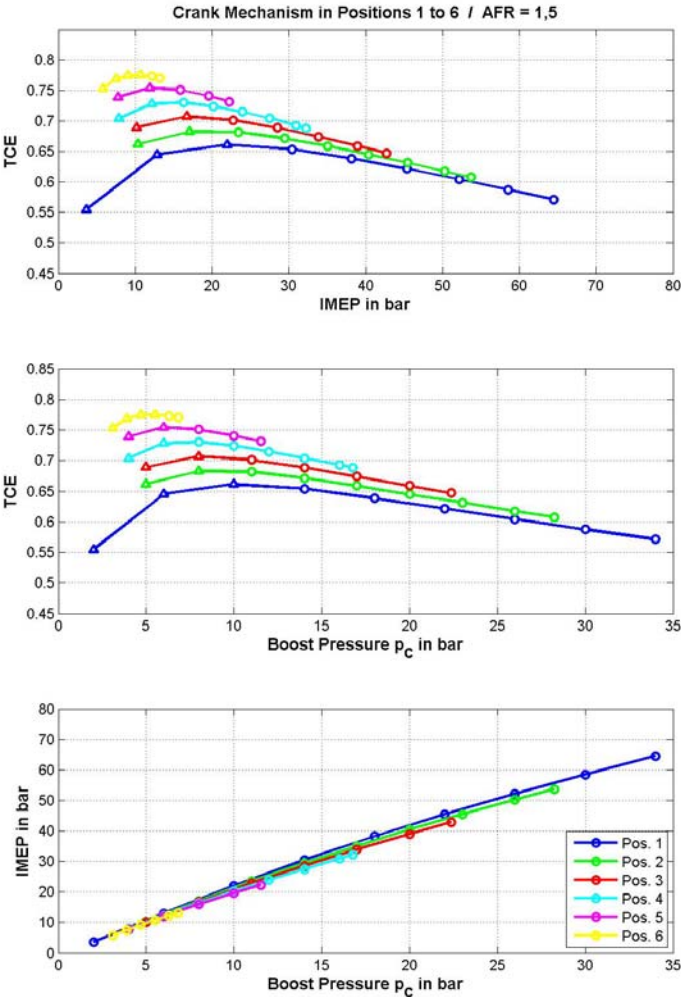 Crank Mechanism in Positions 1 to 6 / AFR = 1,5
0.8
0.75
0.7
0.65
0.6
0.55
0.5
0.45
TCE
0 10 20 30 40 50 60 70 80
IMEP in bar
0.85
0.8
0.75
0.7
0.65
0.6
0.55
0.5
0.45
TCE
0 5 10 15 20 25 30 35
Boost Pressure pC in bar
80
70
60
50
40
30
20
10
0
IMEP in bar
Pos. 1
Pos. 2
Pos. 3
Pos. 4
Pos. 5
Pos. 6
0 5 10 15 20 25 30 35
Boost Pressure pC in bar